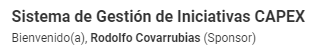 Sistema de Gestión de Iniciativas CAPEX
Bienvenido(a), Rodolfo Covarrubias (Sponsor)